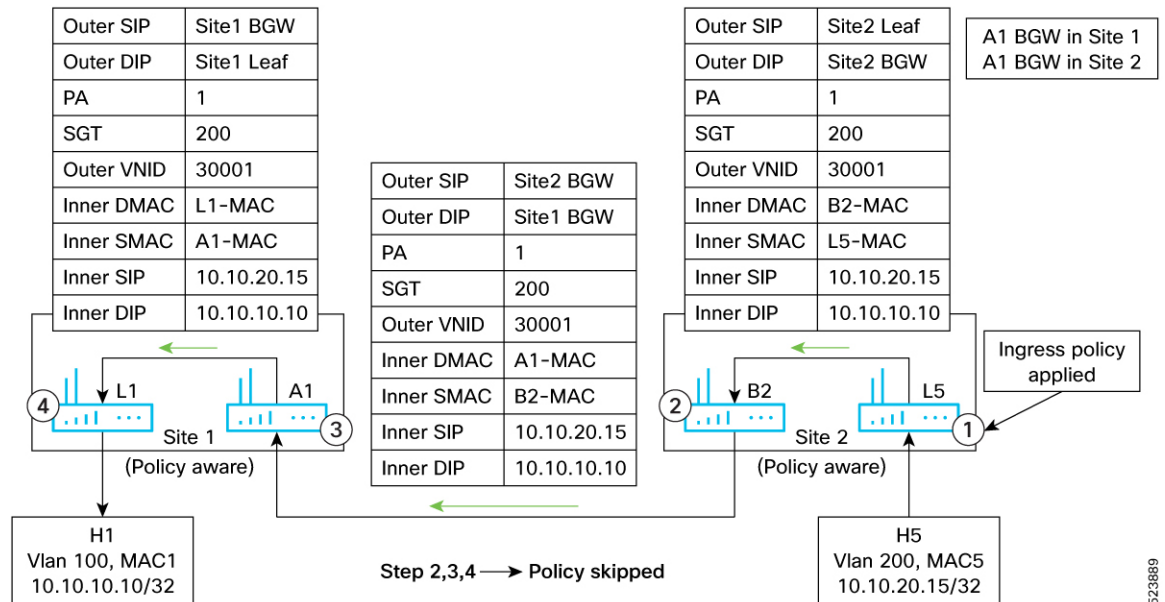 Outer SIP Site1 BGW
Outer DIP Site1 Leaf
PA 1
SGT 200
Outer VNID 30001
Inner DMAC L1-MAC
Inner SMAC A1-MAC
Inner SIP 10.10.20.15
Inner DIP 10.10.10.10
Outer SIP Site2 BGW
Outer DIP Site1 BGW
PA 1
SGT 200
Outer VNID 30001
Inner DMAC A1-MAC
Inner SMAC B2-MAC
Inner SIP 10.10.20.15
Inner DIP 10.10.10.10
Outer SIP Site2 Leaf
Outer DIP Site2 BGW
PA 1
SGT 200
Outer VNID 30001
Inner DMAC B2-MAC
Inner SMAC L5-MAC
Inner SIP 10.10.20.15
Inner DIP 10.10.10.10
A1 BGW in Site 1
A1 BGW in Site 2
Ingress policy
applied
4
L1
A1
3
Site 1
(Policy aware)
2
B2
L5
1
Site 2
(Policy aware)
H1
Vlan 100, MAC1
10.10.10.10/32
Step 2,3,4 → Policy skipped
H5
Vlan 200, MAC5
10.10.20.15/32
523889